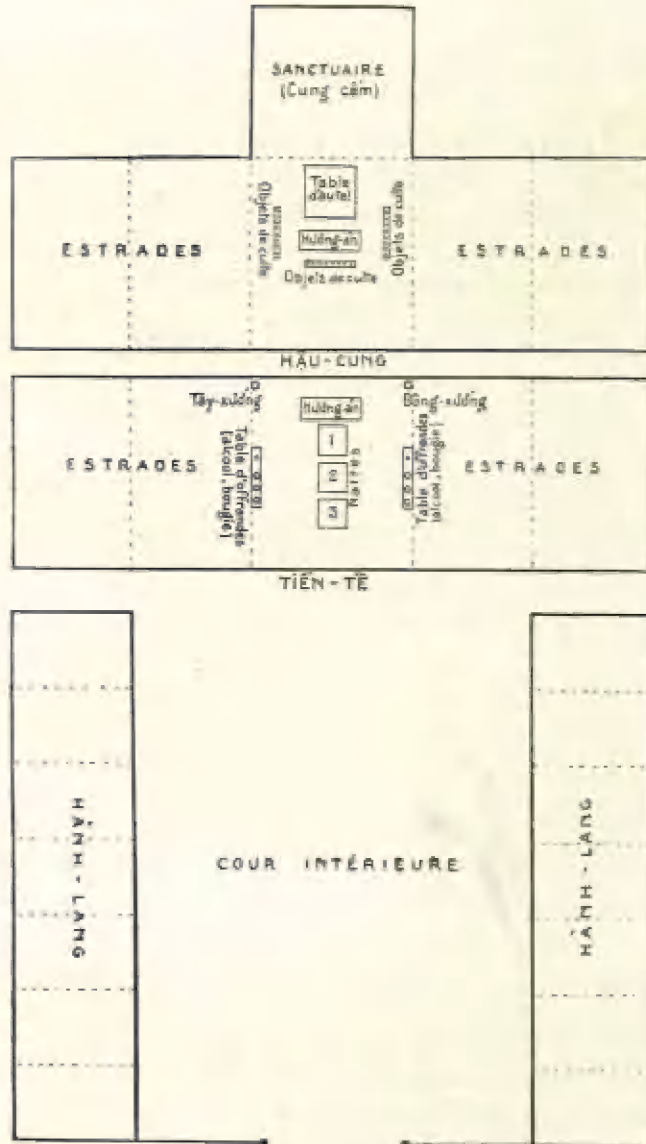 SANCTUAIRE
(Cung cấm)
Table
d'autel
Objets de culte
Hương-án
Objets de culte
Objets de culte
ESTRADES
ESTRADES
HẬU-CUNG
Tây-xướng
Hương-án
Đông-xướng
ESTRADES
Table d'offrandes
(alcool, bougie)
1
2
3
Nattes
Table d'offrandes
(alcool, bougie)
ESTRADES
TIỀN-TẾ
HÀNH-LANG
COUR INTÉRIEURE
HÀNH-LANG